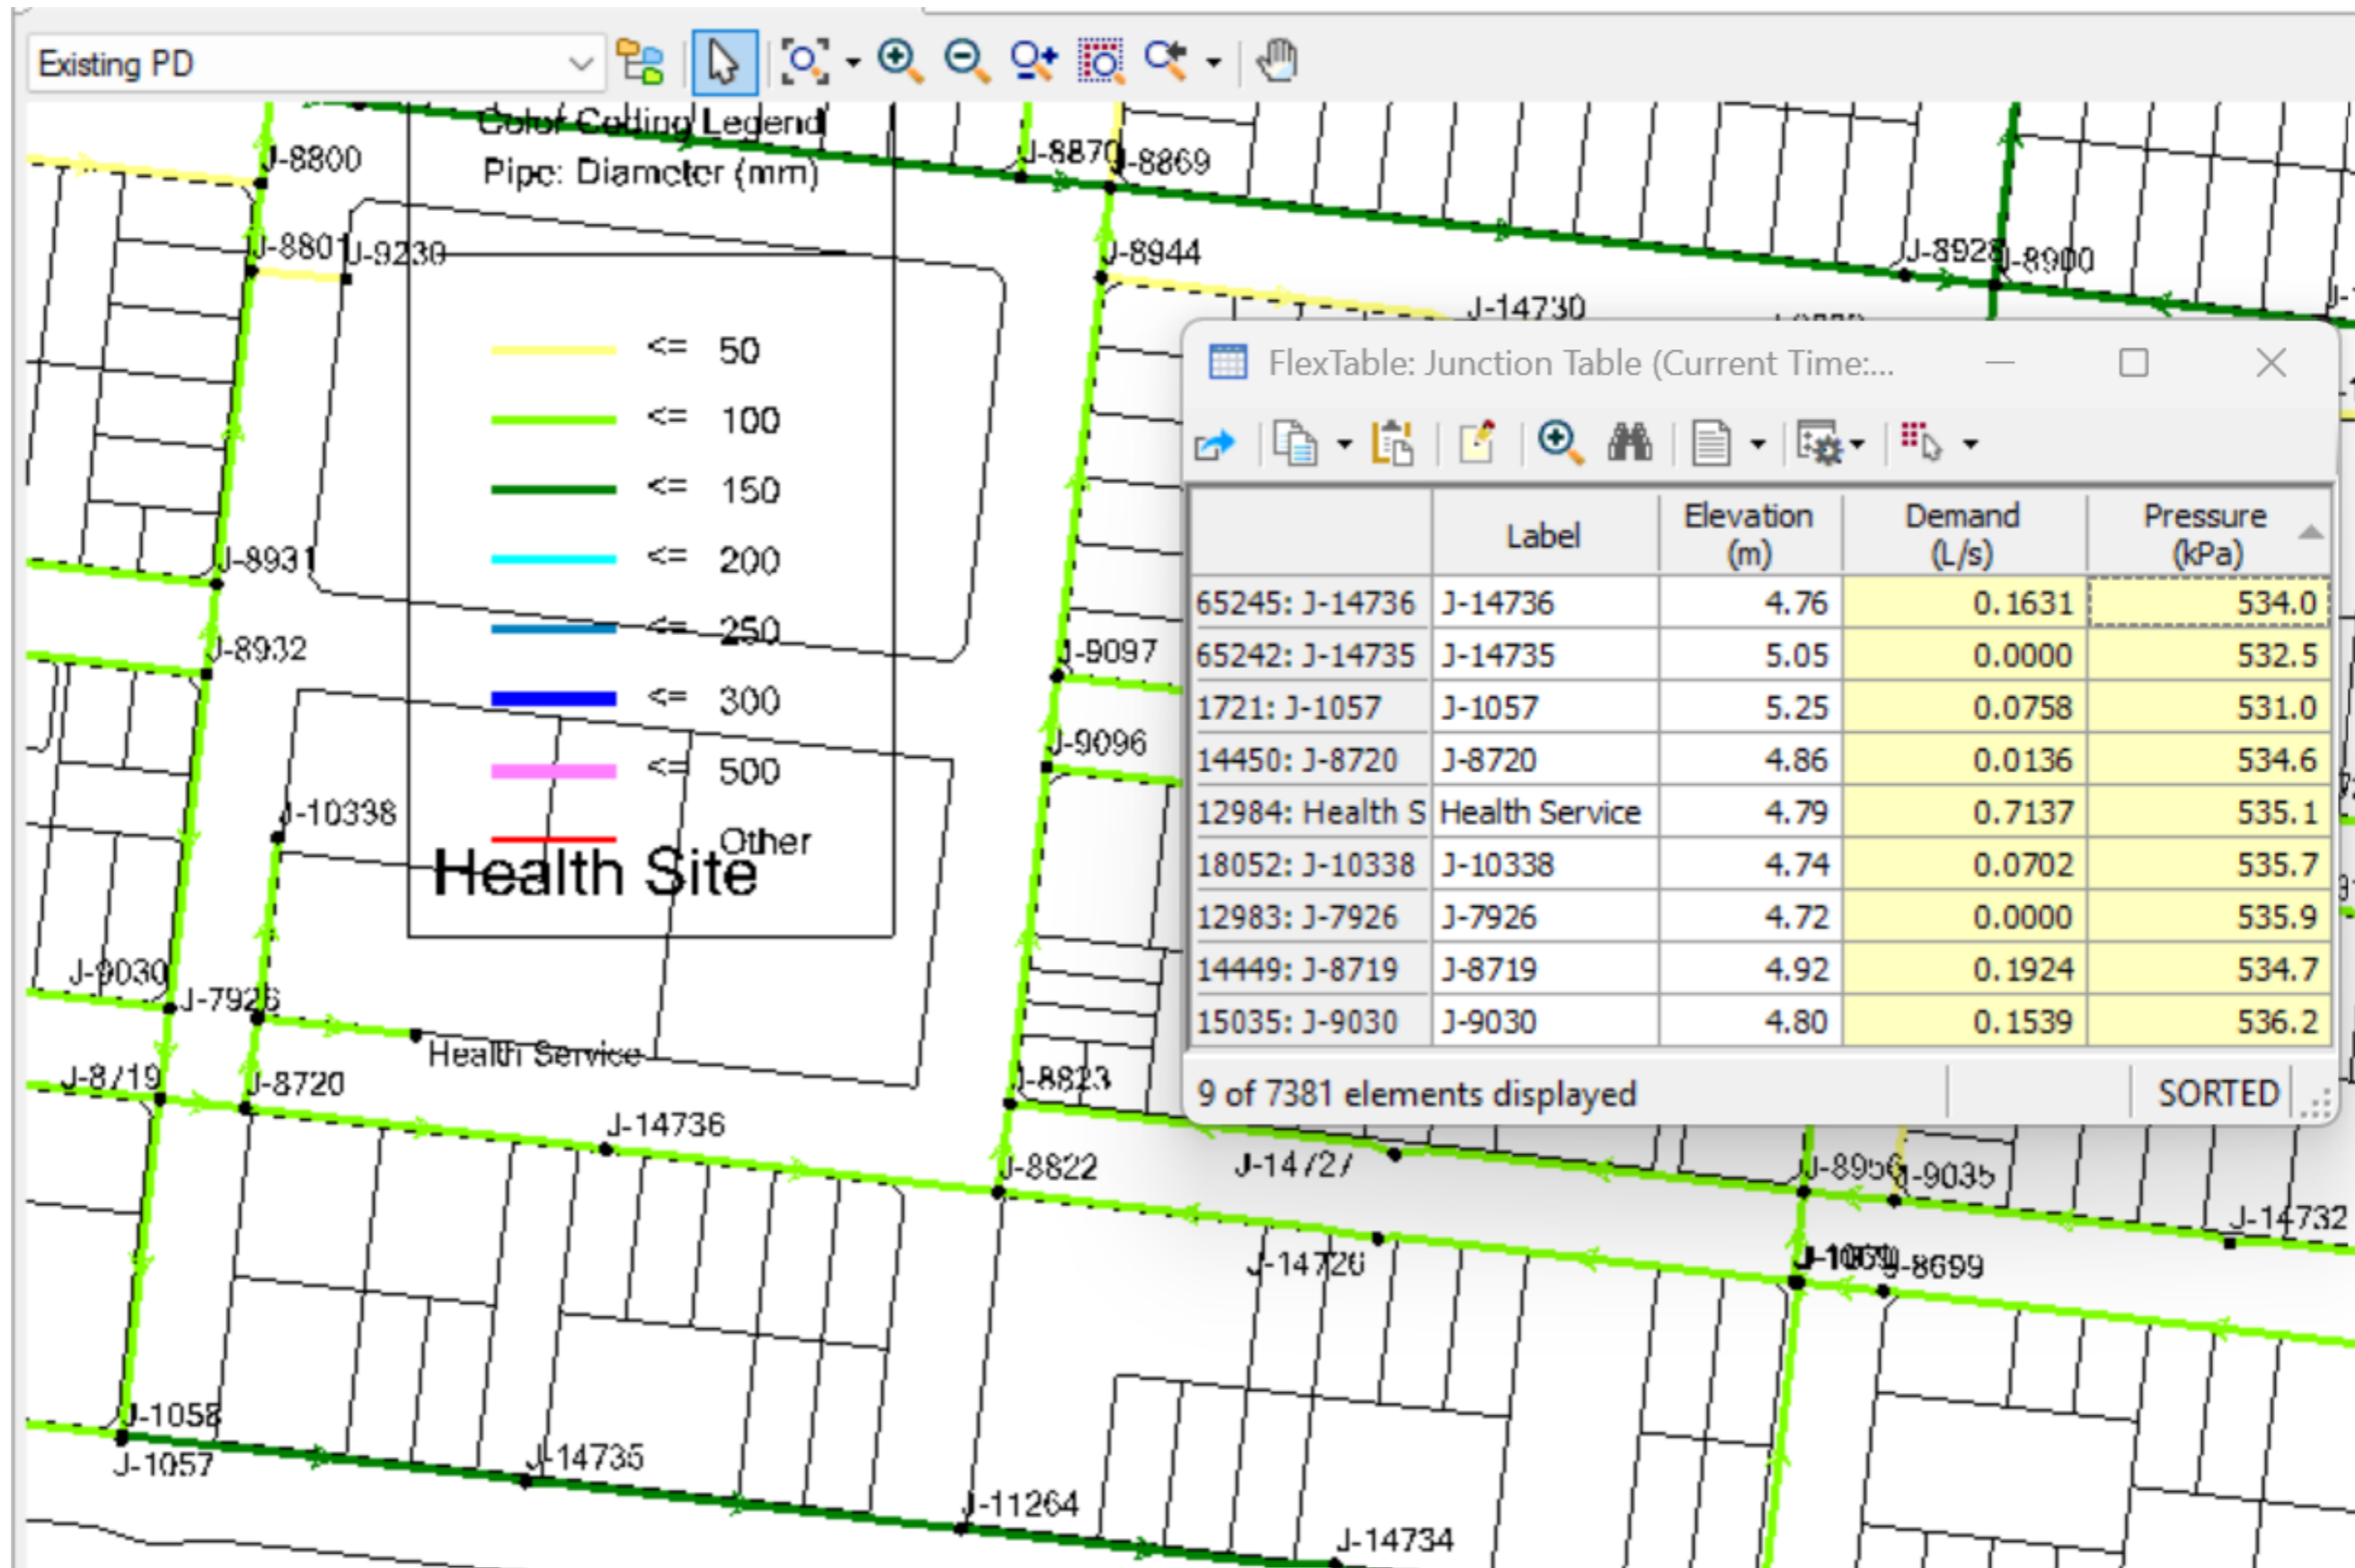 Existing PD
Color Coding Legend
Pipe: Diameter (mm)
<= 50
<= 100
<= 150
<= 200
<= 250
<= 300
<= 500
Other
Health Site
J-8800
J-8870
J-8869
J-8801
J-9230
J-8944
J-8928
J-8900
J-14730
J-8931
J-8932
J-9097
J-9096
J-10338
J-9030
J-7926
Health Service
J-8719
J-8720
J-14736
J-8823
J-8822
J-14727
J-8956
J-9035
J-14732
J-14726
J-8699
J-1058
J-1057
J-14735
J-11264
J-14734
FlexTable: Junction Table (Current Time:...
Label Elevation (m) Demand (L/s) Pressure (kPa)
65245: J-14736 J-14736 4.76 0.1631 534.0
65242: J-14735 J-14735 5.05 0.0000 532.5
1721: J-1057 J-1057 5.25 0.0758 531.0
14450: J-8720 J-8720 4.86 0.0136 534.6
12984: Health S Health Service 4.79 0.7137 535.1
18052: J-10338 J-10338 4.74 0.0702 535.7
12983: J-7926 J-7926 4.72 0.0000 535.9
14449: J-8719 J-8719 4.92 0.1924 534.7
15035: J-9030 J-9030 4.80 0.1539 536.2
9 of 7381 elements displayed
SORTED